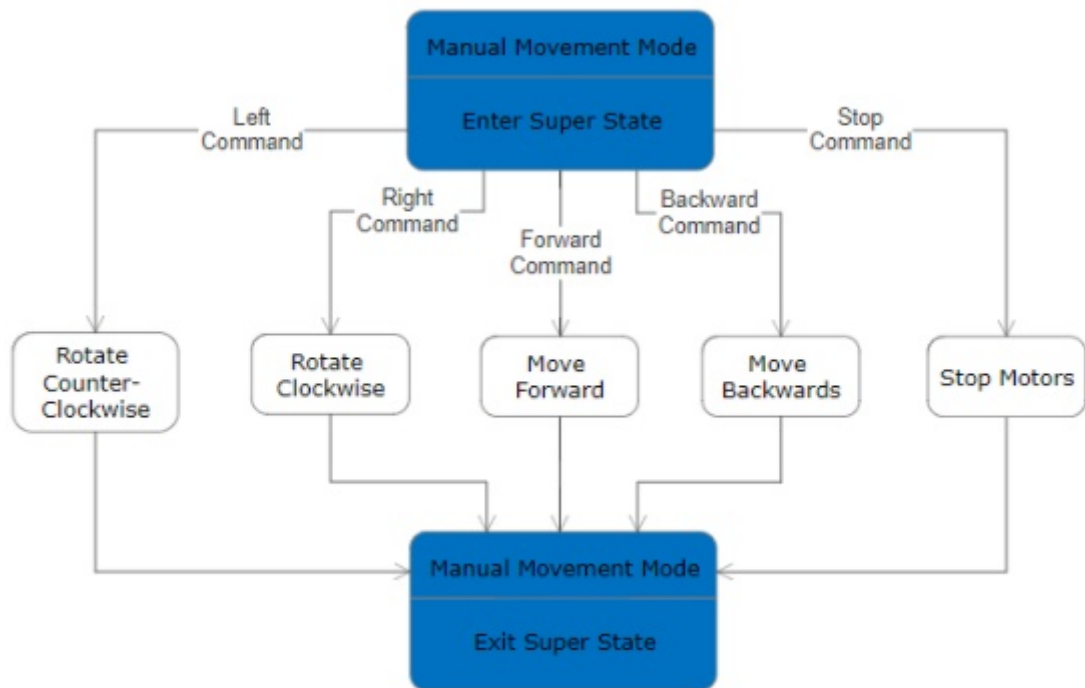 Manual Movement Mode
Enter Super State
Left
Command
Stop
Command
Right
Command
Backward
Command
Forward
Command
Rotate
Counter-
Clockwise
Rotate
Clockwise
Move
Forward
Move
Backwards
Stop Motors
Manual Movement Mode
Exit Super State